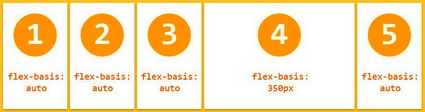 1
flex-basis:
auto
2
flex-basis:
auto
3
flex-basis:
auto
4
flex-basis:
350px
5
flex-basis:
auto